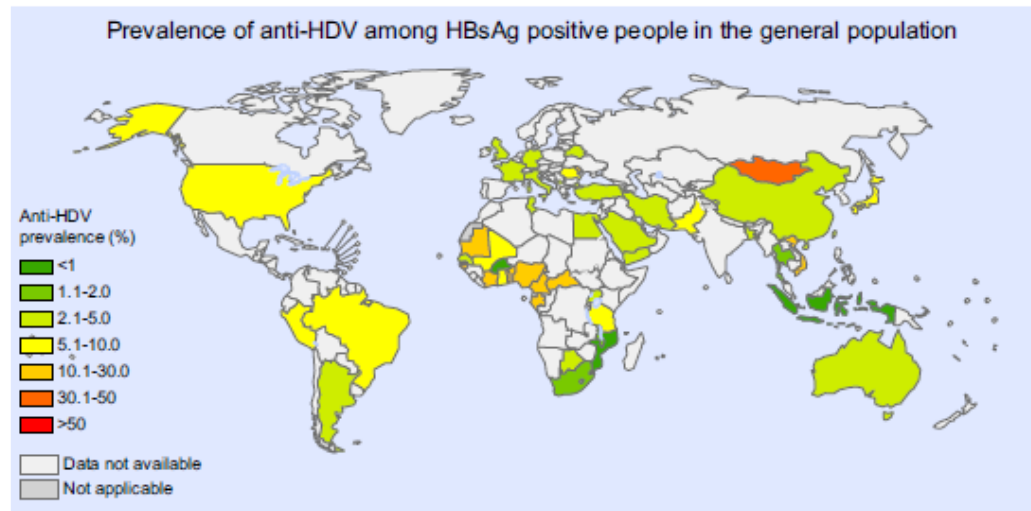 Prevalence of anti-HDV among HBsAg positive people in the general population
Anti-HDV
prevalence (%)
<1
1.1-2.0
2.1-5.0
5.1-10.0
10.1-30.0
30.1-50
>50
Data not available
Not applicable